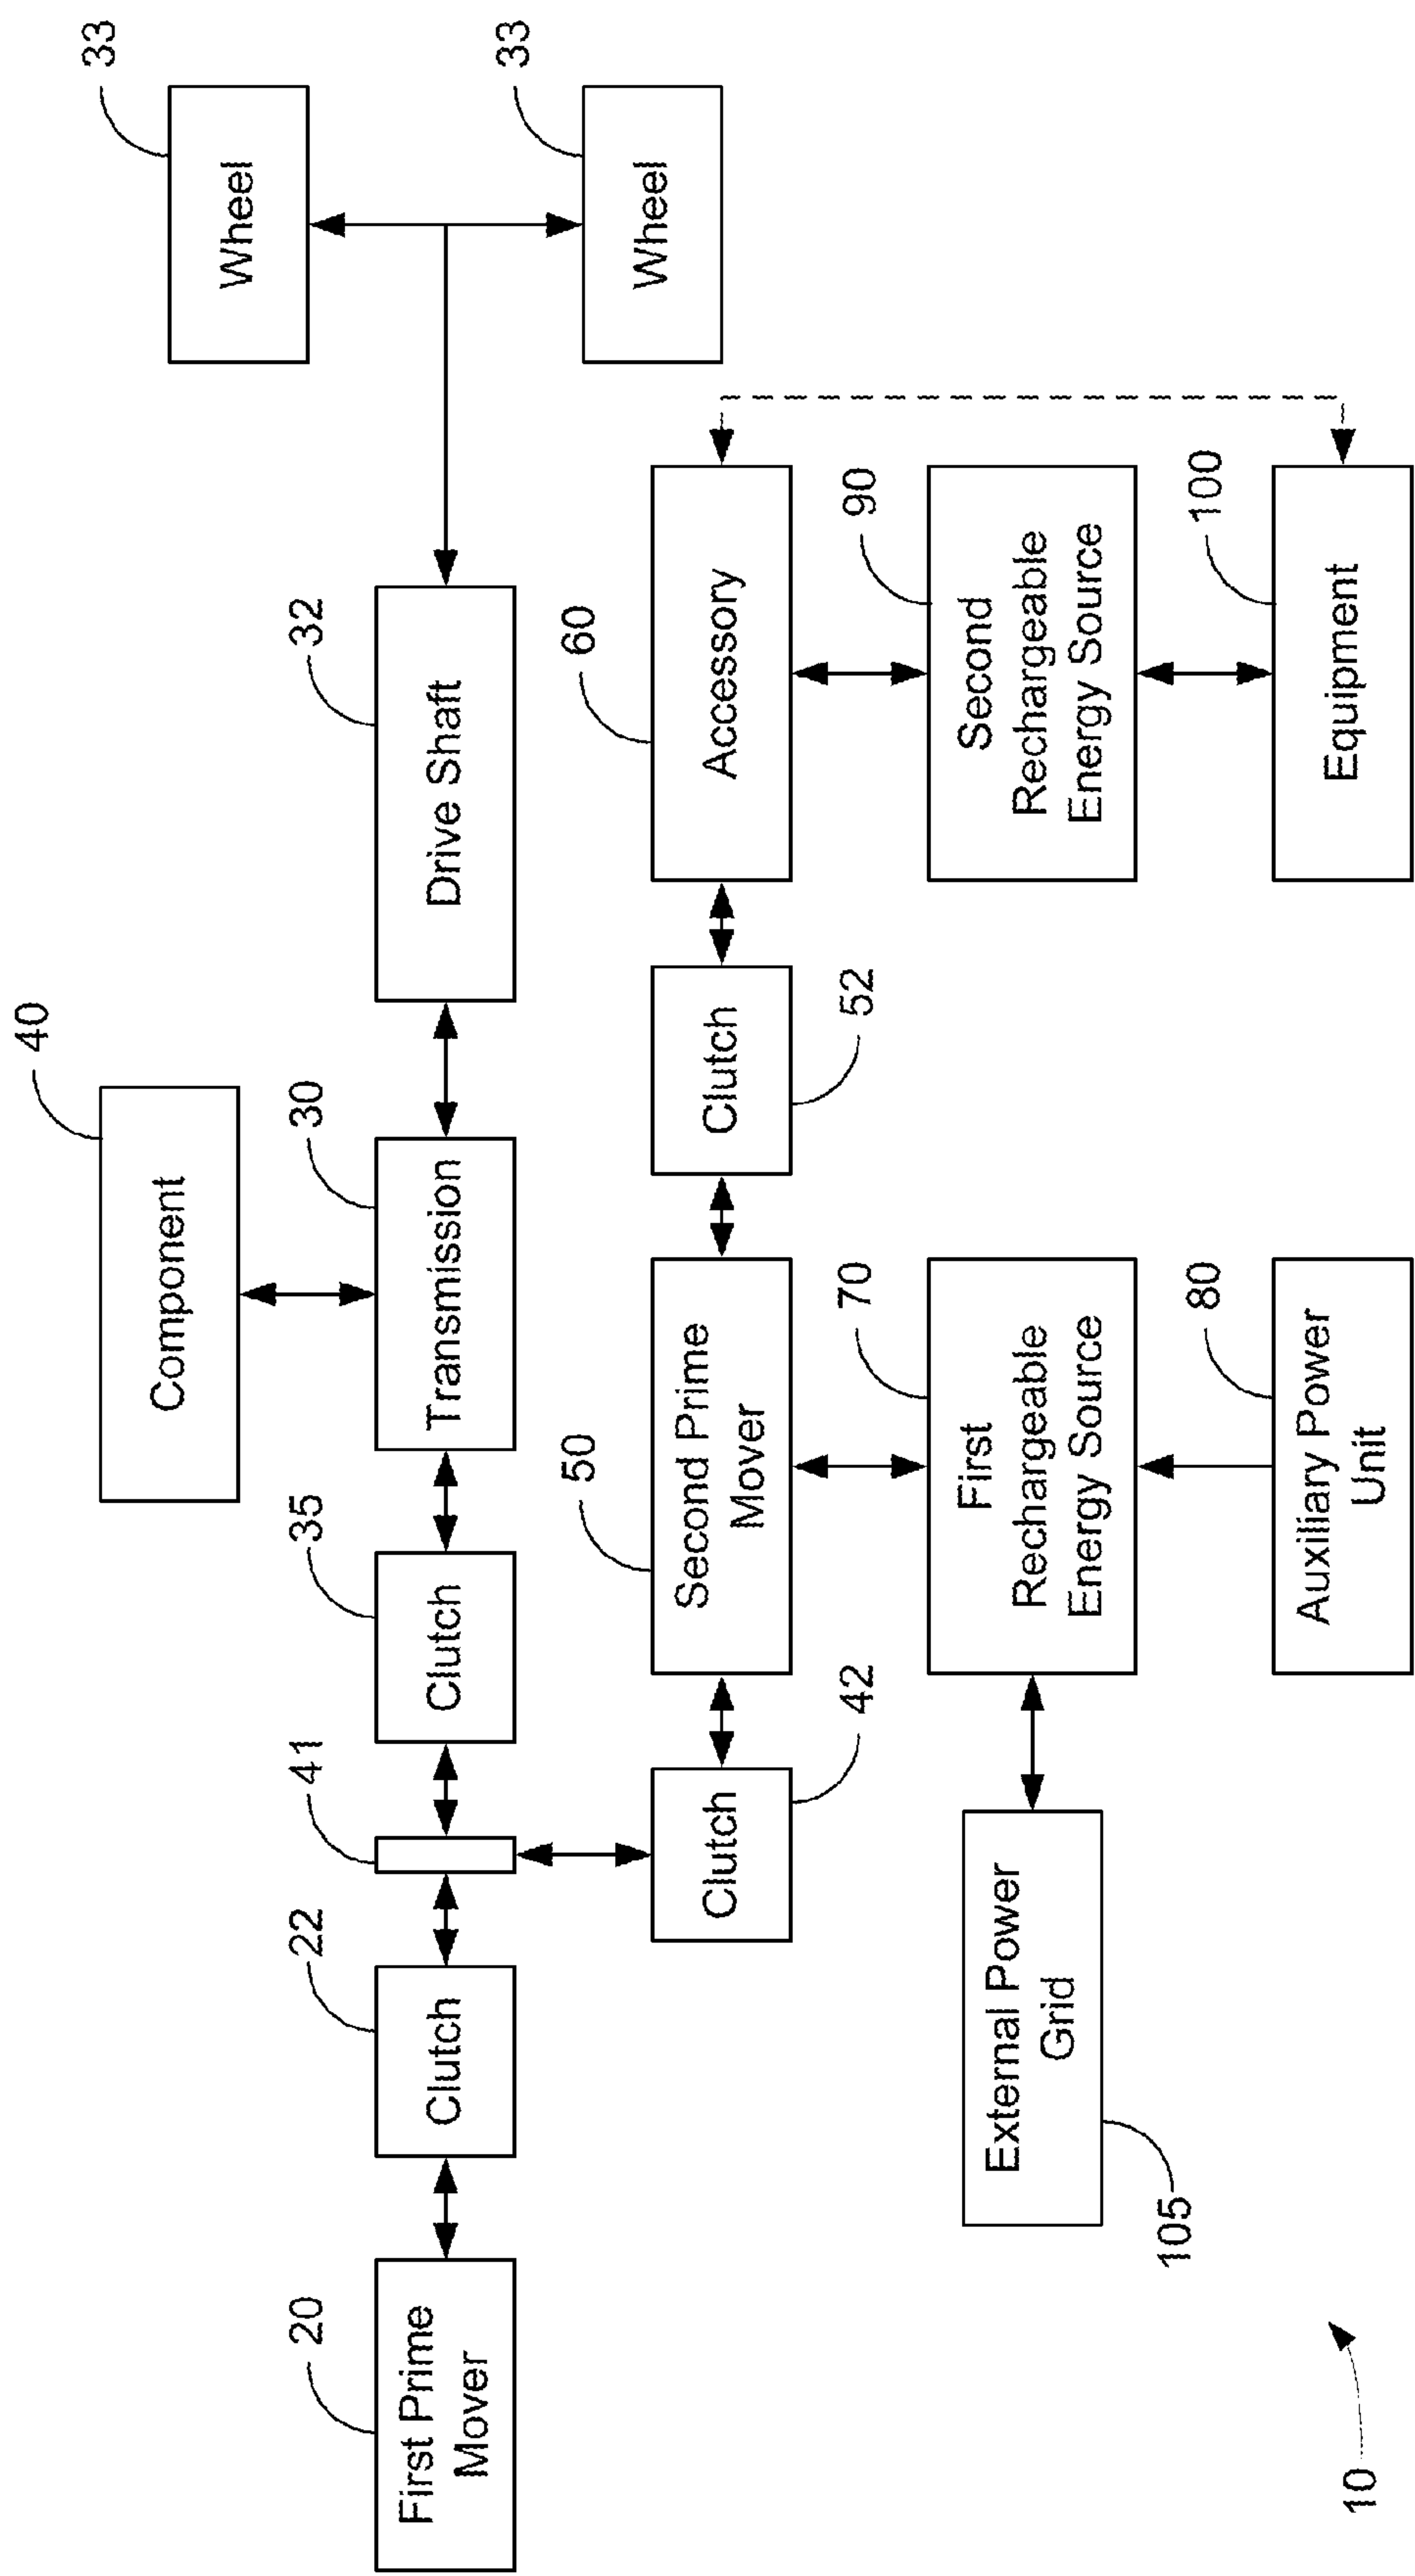 33
Wheel
33
Wheel
40
Component
20
First Prime
Mover
22
Clutch
41
35
Clutch
30
Transmission
32
Drive Shaft
42
Clutch
50
Second Prime
Mover
52
Clutch
60
Accessory
105
External Power
Grid
70
First
Rechargeable
Energy Source
90
Second
Rechargeable
Energy Source
80
Auxiliary Power
Unit
100
Equipment
10